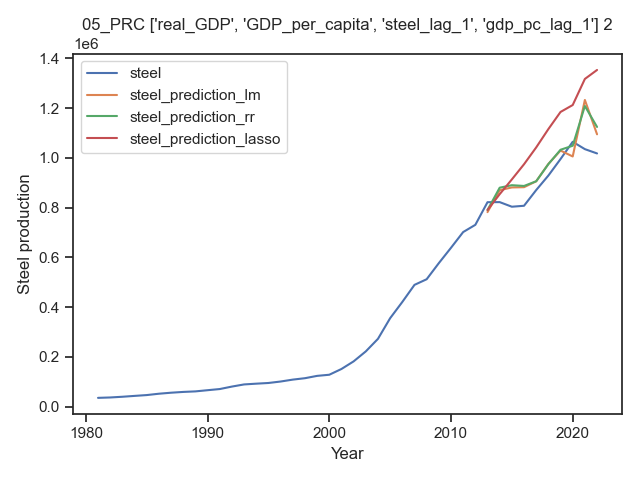 05_PRC ['real_GDP', 'GDP_per_capita', 'steel_lag_1', 'gdp_pc_lag_1'] 2
1e6
1.4
1.2
1.0
0.8
0.6
0.4
0.2
0.0
Steel production
steel
steel_prediction_lm
steel_prediction_rr
steel_prediction_lasso
1980 1990 2000 2010 2020
Year